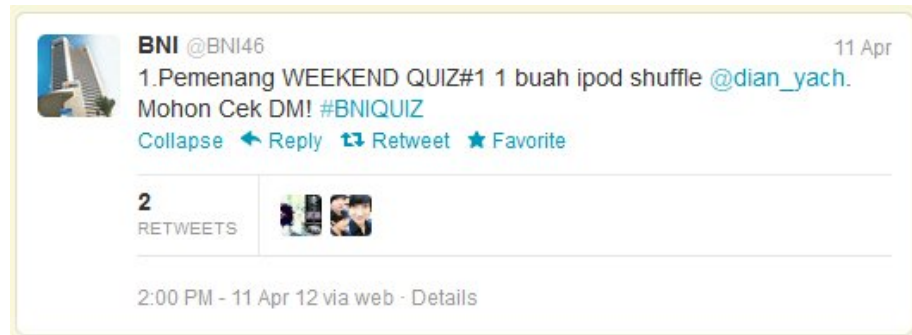 BNI @BNI46 11 Apr
1.Pemenang WEEKEND QUIZ#1 1 buah ipod shuffle @dian_yach.
Mohon Cek DM! #BNIQUIZ
Collapse Reply Retweet Favorite
2
RETWEETS
2:00 PM - 11 Apr 12 via web · Details